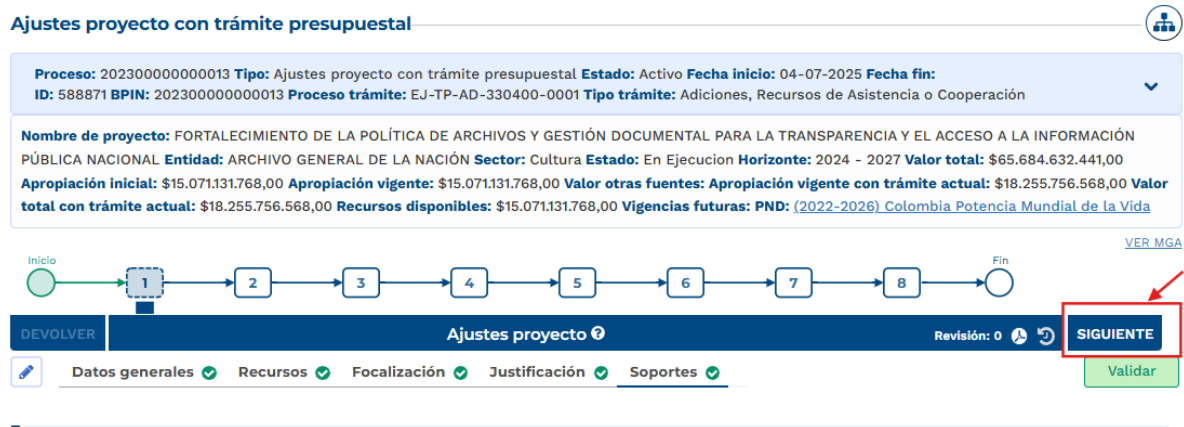 Ajustes proyecto con trámite presupuestal
Proceso: 202300000000013 Tipo: Ajustes proyecto con trámite presupuestal Estado: Activo Fecha inicio: 04-07-2025 Fecha fin:
ID: 588871 BPIN: 202300000000013 Proceso trámite: EJ-TP-AD-330400-0001 Tipo trámite: Adiciones, Recursos de Asistencia o Cooperación
Nombre de proyecto: FORTALECIMIENTO DE LA POLÍTICA DE ARCHIVOS Y GESTIÓN DOCUMENTAL PARA LA TRANSPARENCIA Y EL ACCESO A LA INFORMACIÓN
PÚBLICA NACIONAL Entidad: ARCHIVO GENERAL DE LA NACIÓN Sector: Cultura Estado: En Ejecucion Horizonte: 2024 - 2027 Valor total: $65.684.632.441,00
Apropiación inicial: $15.071.131.768,00 Apropiación vigente: $15.071.131.768,00 Valor otras fuentes: Apropiación vigente con trámite actual: $18.255.756.568,00 Valor
total con trámite actual: $18.255.756.568,00 Recursos disponibles: $15.071.131.768,00 Vigencias futuras: PND: (2022-2026) Colombia Potencia Mundial de la Vida
VER MGA
Inicio Fin
1 2 3 4 5 6 7 8
DEVOLVER Ajustes proyecto ? Revisión: 0 SIGUIENTE
Datos generales Recursos Focalización Justificación Soportes Validar